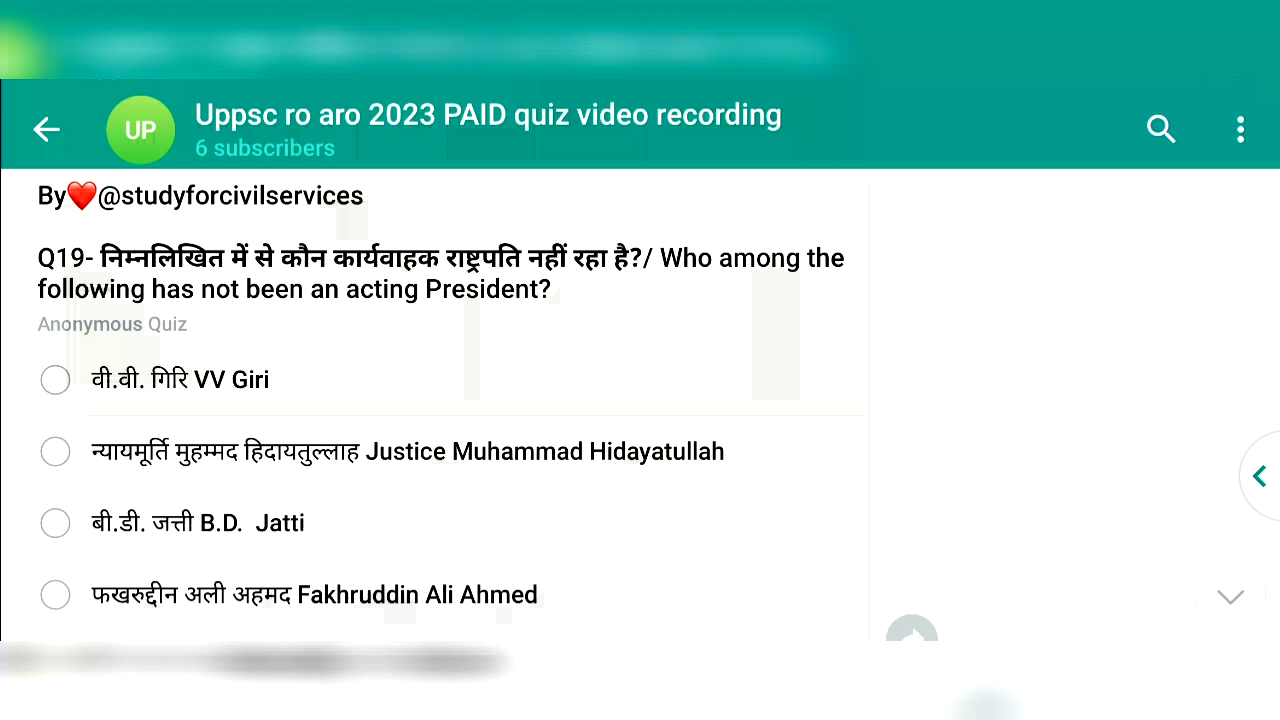 UP
Uppsc ro aro 2023 PAID quiz video recording
6 subscribers
By❤️@studyforcivilservices
Q19- निम्नलिखित में से कौन कार्यवाहक राष्ट्रपति नहीं रहा है?/ Who among the
following has not been an acting President?
Anonymous Quiz
वी.वी. गिरि VV Giri
न्यायमूर्ति मुहम्मद हिदायतुल्लाह Justice Muhammad Hidayatullah
बी.डी. जत्ती B.D. Jatti
फखरुद्दीन अली अहमद Fakhruddin Ali Ahmed